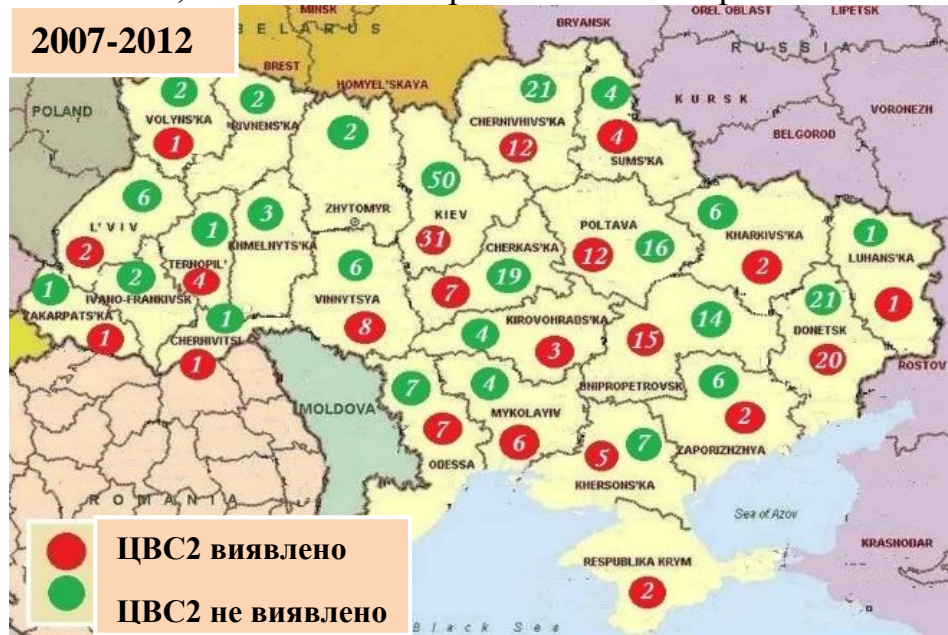 2007-2012
MINSK
BELARUS
BREST
HOMYEL'SKAYA
BRYANSK
OREL OBLAST
LIPETSK
RUSSIA
KURSK
VORONEZH
BELGOROD
POLAND
2
VOLYNS'KA
1
2
RIVNENS'KA
2
ZHYTOMYR
21
CHERNIVHIVS'KA
12
4
4
SUMS'KA
50
KIEV
31
6
L'VIV
2
1
TERNOPIL'
4
3
KHMELHYTS'KA
CHERKAS'KA
19
7
POLTAVA
12
16
6
KHARKIVS'KA
2
1
LUHANS'KA
1
1
ZAKARPATS'KA
1
2
IVANO-FRANKIVSK
1
CHERNIVITSI
1
6
VINNYTSYA
8
4
KIROVOHRADS'KA
3
15
14
DNIPROPETROVSK
21
DONETSK
20
ROSTOV
MOLDOVA
7
7
ODESSA
4
MYKOLAYIV
6
5
7
KHERSONS'KA
6
2
ZAPORIZHZHYA
ROMANIA
Sea of Azov
KRASNOBAR
RESPUBLIKA KRYM
2
Black Sea
ЦВС2 виявлено
ЦВС2 не виявлено